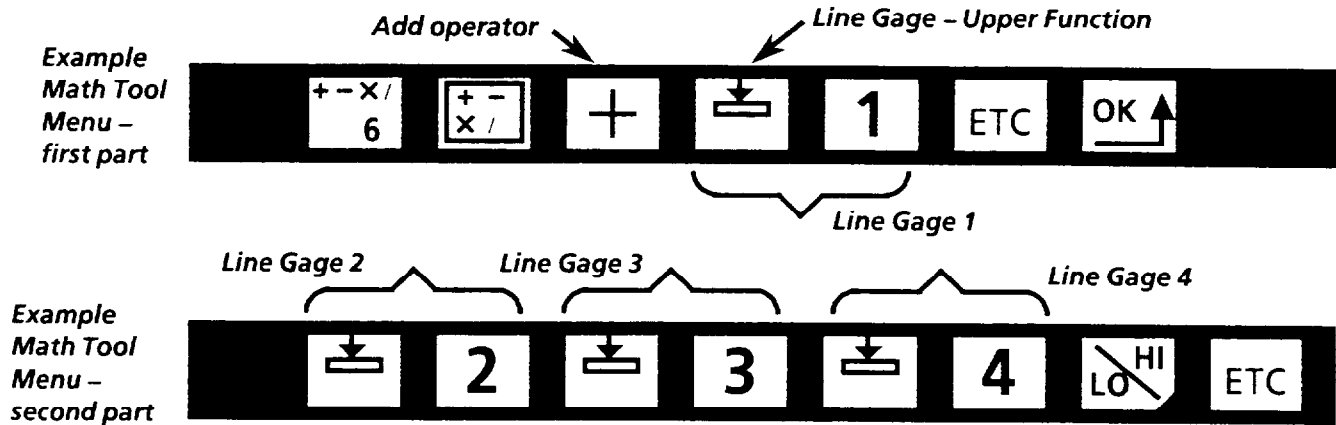 Add operator
Line Gage – Upper Function
Example
Math Tool
Menu –
first part
+ – × /
6
+ –
× /
+
1
ETC
OK
Line Gage 1
Line Gage 2
Line Gage 3
Line Gage 4
Example
Math Tool
Menu –
second part
2
3
4
LO HI
ETC